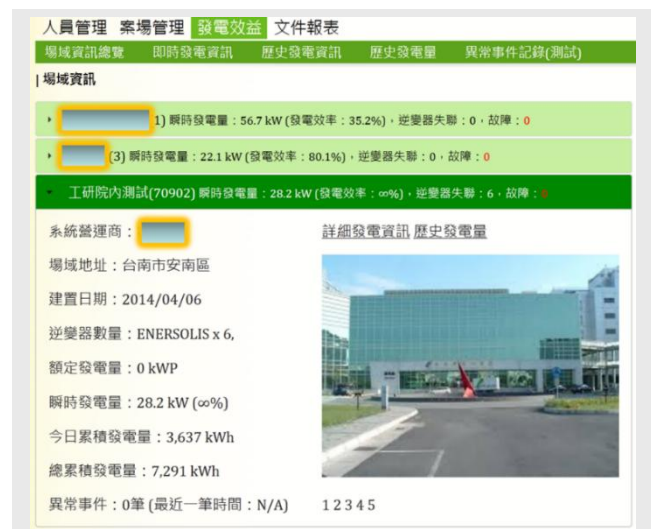 人員管理 案場管理 發電效益 文件報表
場域資訊總覽 即時發電資訊 歷史發電資訊 歷史發電量 異常事件記錄(測試)
|場域資訊
1) 瞬時發電量：56.7 kW (發電效率：35.2%)，逆變器失聯：0，故障：0
(3) 瞬時發電量：22.1 kW (發電效率：80.1%)，逆變器失聯：0，故障：0
工研院內測試(70902) 瞬時發電量：28.2 kW (發電效率：∞%)，逆變器失聯：6，故障：
系統營運商：
詳細發電資訊 歷史發電量
場域地址：台南市安南區
建置日期：2014/04/06
逆變器數量：ENERSOLIS x 6,
額定發電量：0 kWP
瞬時發電量：28.2 kW (∞%)
今日累積發電量：3,637 kWh
總累積發電量：7,291 kWh
異常事件：0筆 (最近一筆時間：N/A)
1 2 3 4 5